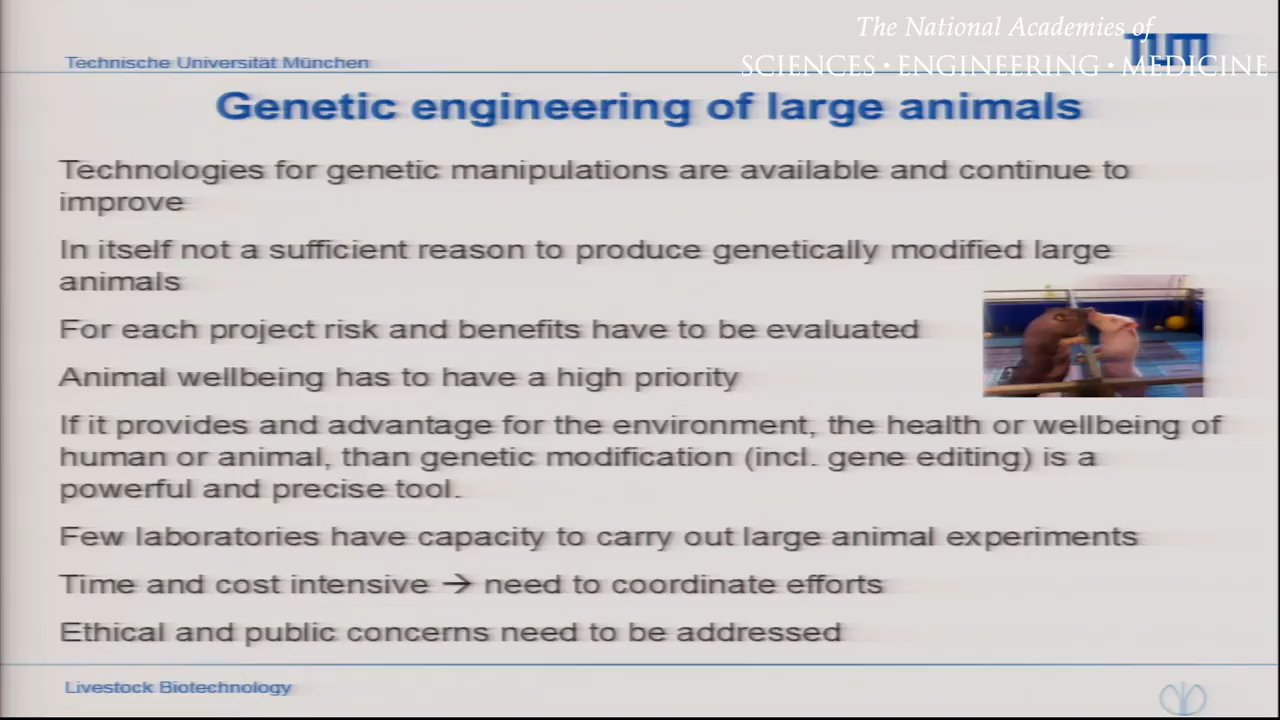 The National Academies of
SCIENCES • ENGINEERING • MEDICINE
TUM
Technische Universität München
Genetic engineering of large animals
Technologies for genetic manipulations are available and continue to
improve
In itself not a sufficient reason to produce genetically modified large
animals
For each project risk and benefits have to be evaluated
Animal wellbeing has to have a high priority
If it provides and advantage for the environment, the health or wellbeing of
human or animal, than genetic modification (incl. gene editing) is a
powerful and precise tool.
Few laboratories have capacity to carry out large animal experiments
Time and cost intensive → need to coordinate efforts
Ethical and public concerns need to be addressed
Livestock Biotechnology